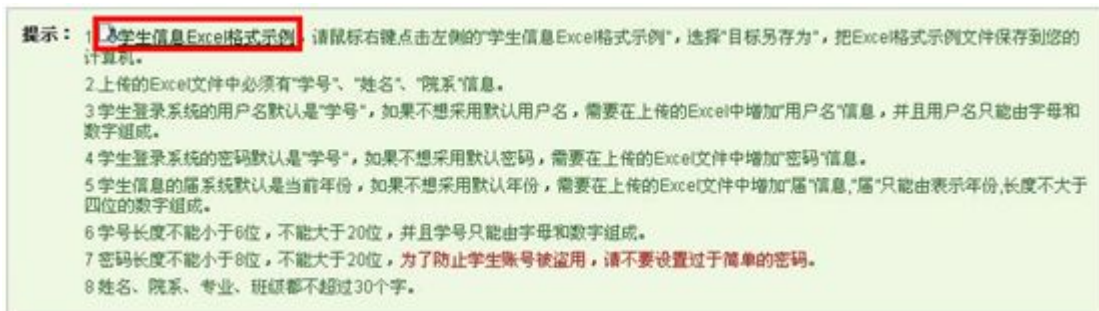 提示： 1 学生信息Excel格式示例，请鼠标右键点击左侧的"学生信息Excel格式示例"，选择"目标另存为"，把Excel格式示例文件保存到您的
计算机。
2.上传的Excel文件中必须有"学号"、"姓名"、"院系"信息。
3 学生登录系统的用户名默认是"学号"，如果不想采用默认用户名，需要在上传的Excel中增加"用户名"信息，并且用户名只能由字母和
数字组成。
4 学生登录系统的密码默认是"学号"，如果不想采用默认密码，需要在上传的Excel文件中增加"密码"信息。
5 学生信息的届系统默认是当前年份，如果不想采用默认年份，需要在上传的Excel文件中增加"届"信息,"届"只能由表示年份,长度不大于
四位的数字组成。
6 学号长度不能小于6位，不能大于20位，并且学号只能由字母和数字组成。
7 密码长度不能小于8位，不能大于20位，为了防止学生账号被盗用，请不要设置过于简单的密码。
8 姓名、院系、专业、班级都不超过30个字。